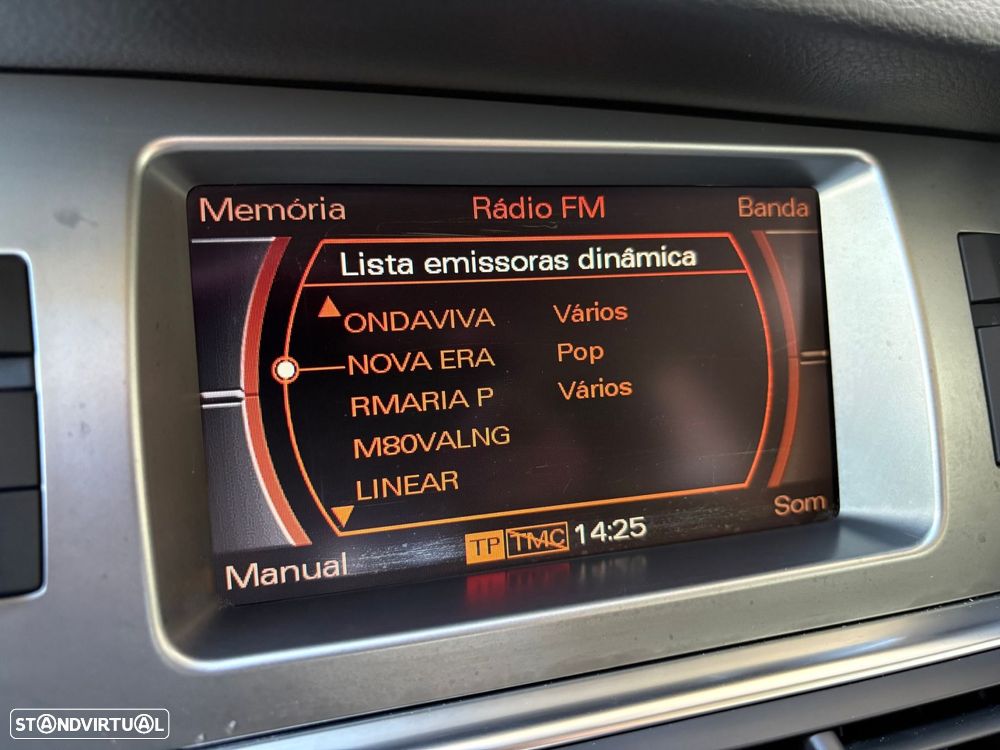 Memória Rádio FM Banda
Lista emissoras dinâmica
ONDAVIVA Vários
NOVA ERA Pop
RMARIA P Vários
M80VALNG
LINEAR
Manual TP TMC 14:25 Som
STANDVIRTUAL